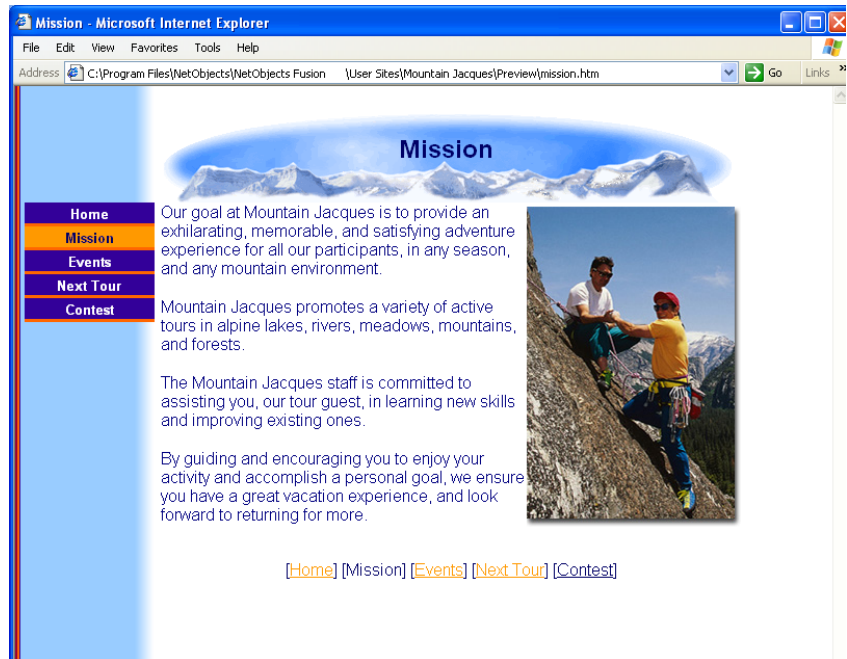 Mission - Microsoft Internet Explorer
File Edit View Favorites Tools Help
Address C:\Program Files\NetObjects\NetObjects Fusion \User Sites\Mountain Jacques\Preview\mission.htm Go Links »
Mission
Home
Mission
Events
Next Tour
Contest
Our goal at Mountain Jacques is to provide an
exhilarating, memorable, and satisfying adventure
experience for all our participants, in any season,
and any mountain environment.
Mountain Jacques promotes a variety of active
tours in alpine lakes, rivers, meadows, mountains,
and forests.
The Mountain Jacques staff is committed to
assisting you, our tour guest, in learning new skills
and improving existing ones.
By guiding and encouraging you to enjoy your
activity and accomplish a personal goal, we ensure
you have a great vacation experience, and look
forward to returning for more.
[Home] [Mission] [Events] [Next Tour] [Contest]